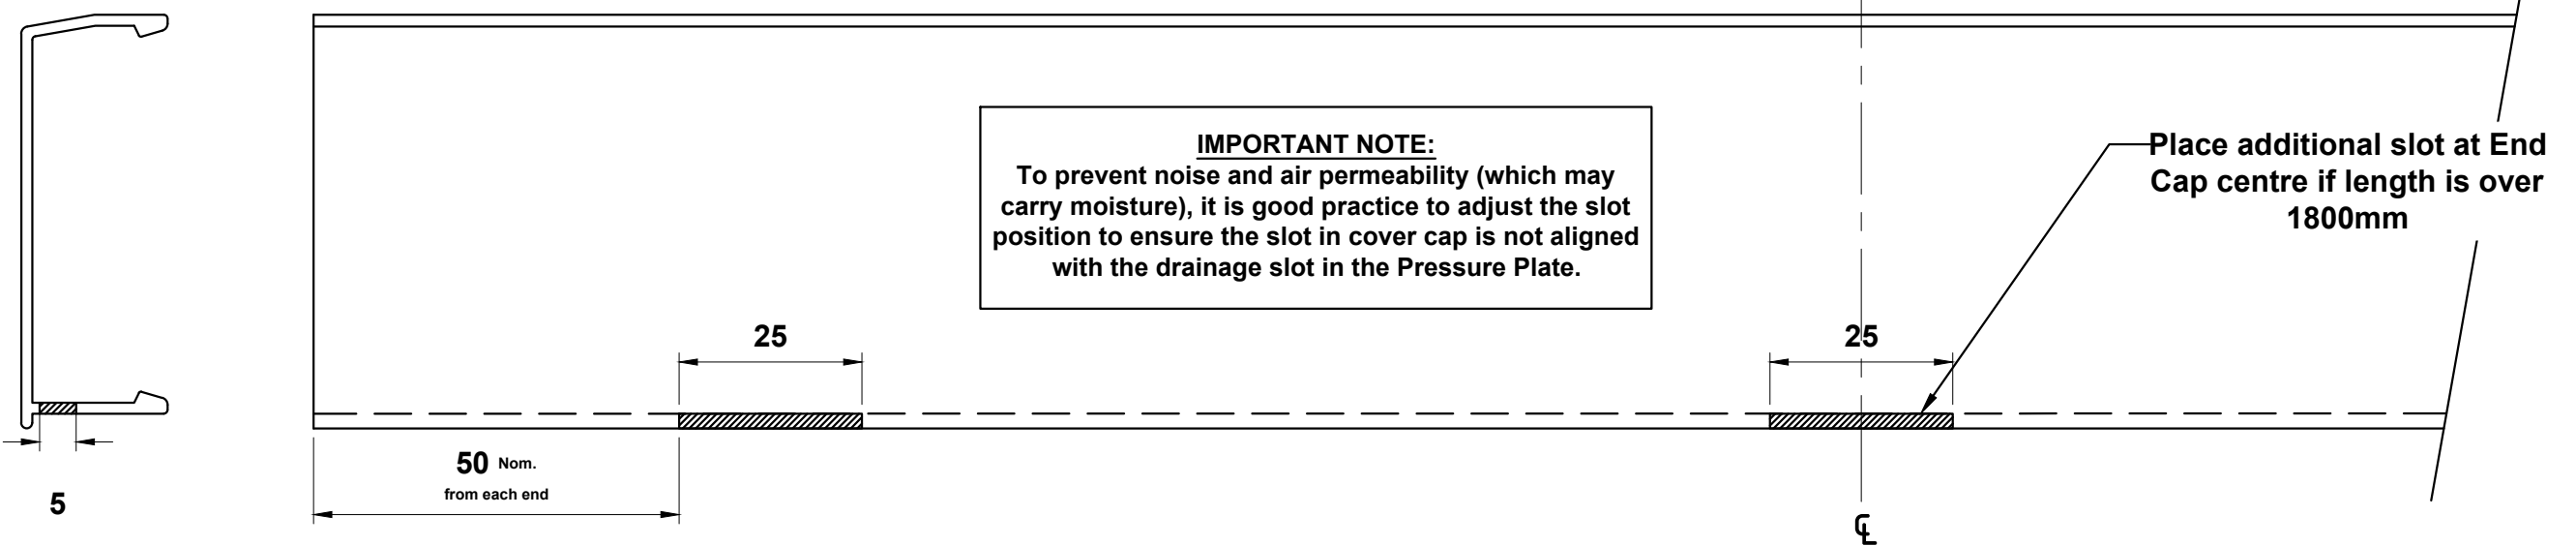 IMPORTANT NOTE:
To prevent noise and air permeability (which may
carry moisture), it is good practice to adjust the slot
position to ensure the slot in cover cap is not aligned
with the drainage slot in the Pressure Plate.
Place additional slot at End
Cap centre if length is over
1800mm
25
25
50 Nom.
from each end
5
℄